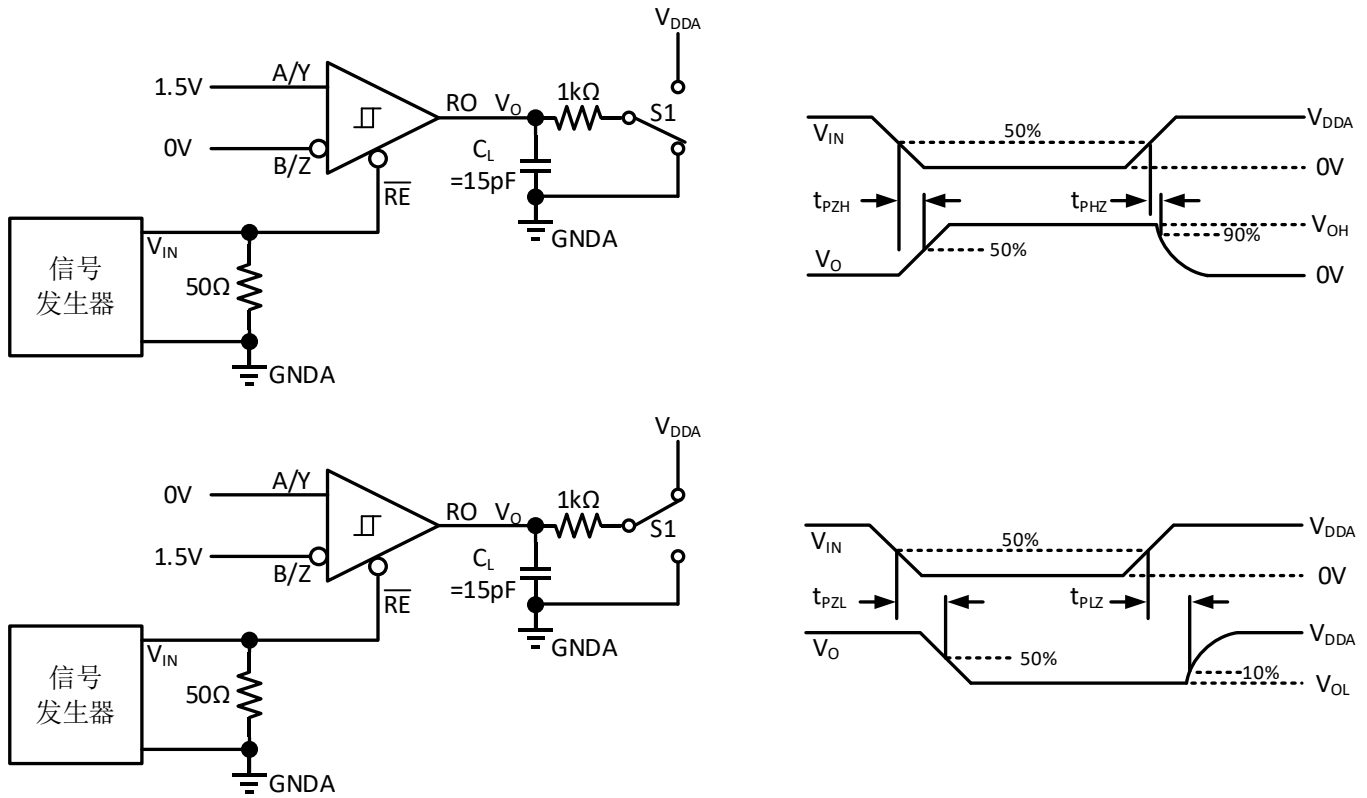 VDDA
1.5V
A/Y
RO
VO
1kΩ
S1
0V
B/Z
RE
CL
=15pF
GNDA
信号
发生器
VIN
50Ω
GNDA
VIN
50%
VDDA
0V
tPZH
tPHZ
VOH
90%
VO
50%
0V
VDDA
0V
A/Y
RO
VO
1kΩ
S1
1.5V
B/Z
RE
CL
=15pF
GNDA
信号
发生器
VIN
50Ω
GNDA
VIN
50%
VDDA
0V
tPZL
tPLZ
VO
50%
VDDA
10%
VOL